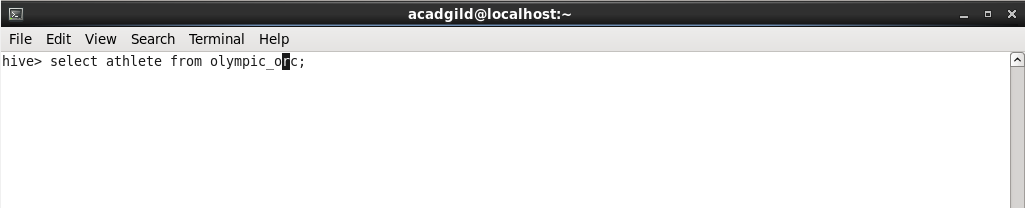 acadgild@localhost:~
File Edit View Search Terminal Help
hive> select athlete from olympic_orc;